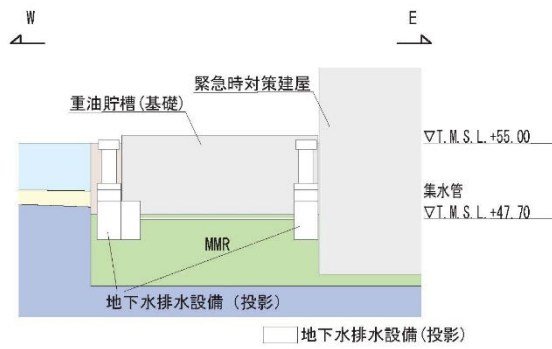 W
E
緊急時対策建屋
重油貯槽(基礎)
▽T.M.S.L.+55.00
集水管
▽T.M.S.L.+47.70
MMR
地下水排水設備(投影)
地下水排水設備(投影)